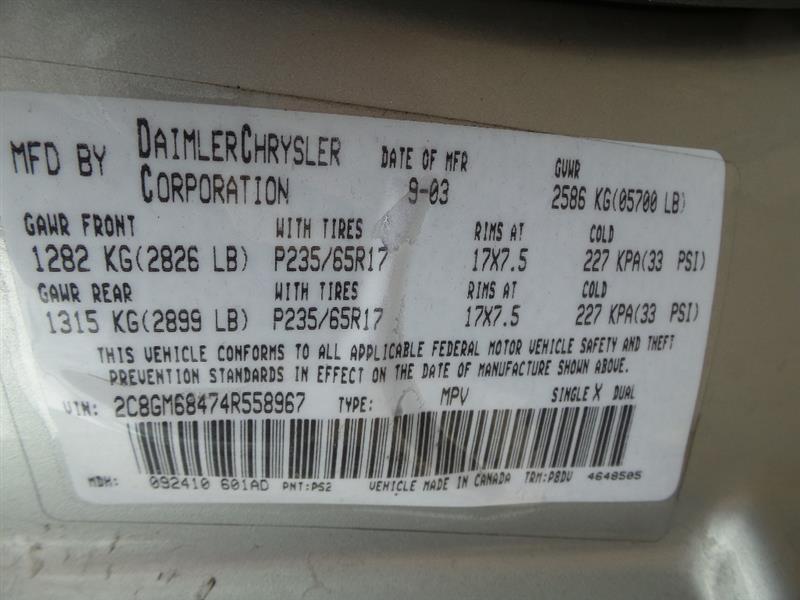 MFD BY DAIMLERCHRYSLER CORPORATION DATE OF MFR 9-03 GVWR 2586 KG(05700 LB)
GAWR FRONT WITH TIRES RIMS AT COLD
1282 KG(2826 LB) P235/65R17 17X7.5 227 KPA(33 PSI)
GAWR REAR WITH TIRES RIMS AT COLD
1315 KG(2899 LB) P235/65R17 17X7.5 227 KPA(33 PSI)
THIS VEHICLE CONFORMS TO ALL APPLICABLE FEDERAL MOTOR VEHICLE SAFETY AND THEFT
PREVENTION STANDARDS IN EFFECT ON THE DATE OF MANUFACTURE SHOWN ABOVE.
VIN: 2C8GM68474R558967 TYPE: MPV SINGLE X DUAL
MDH: 092410 601AD PNT:PS2 VEHICLE MADE IN CANADA TRM:P8DV 4648505